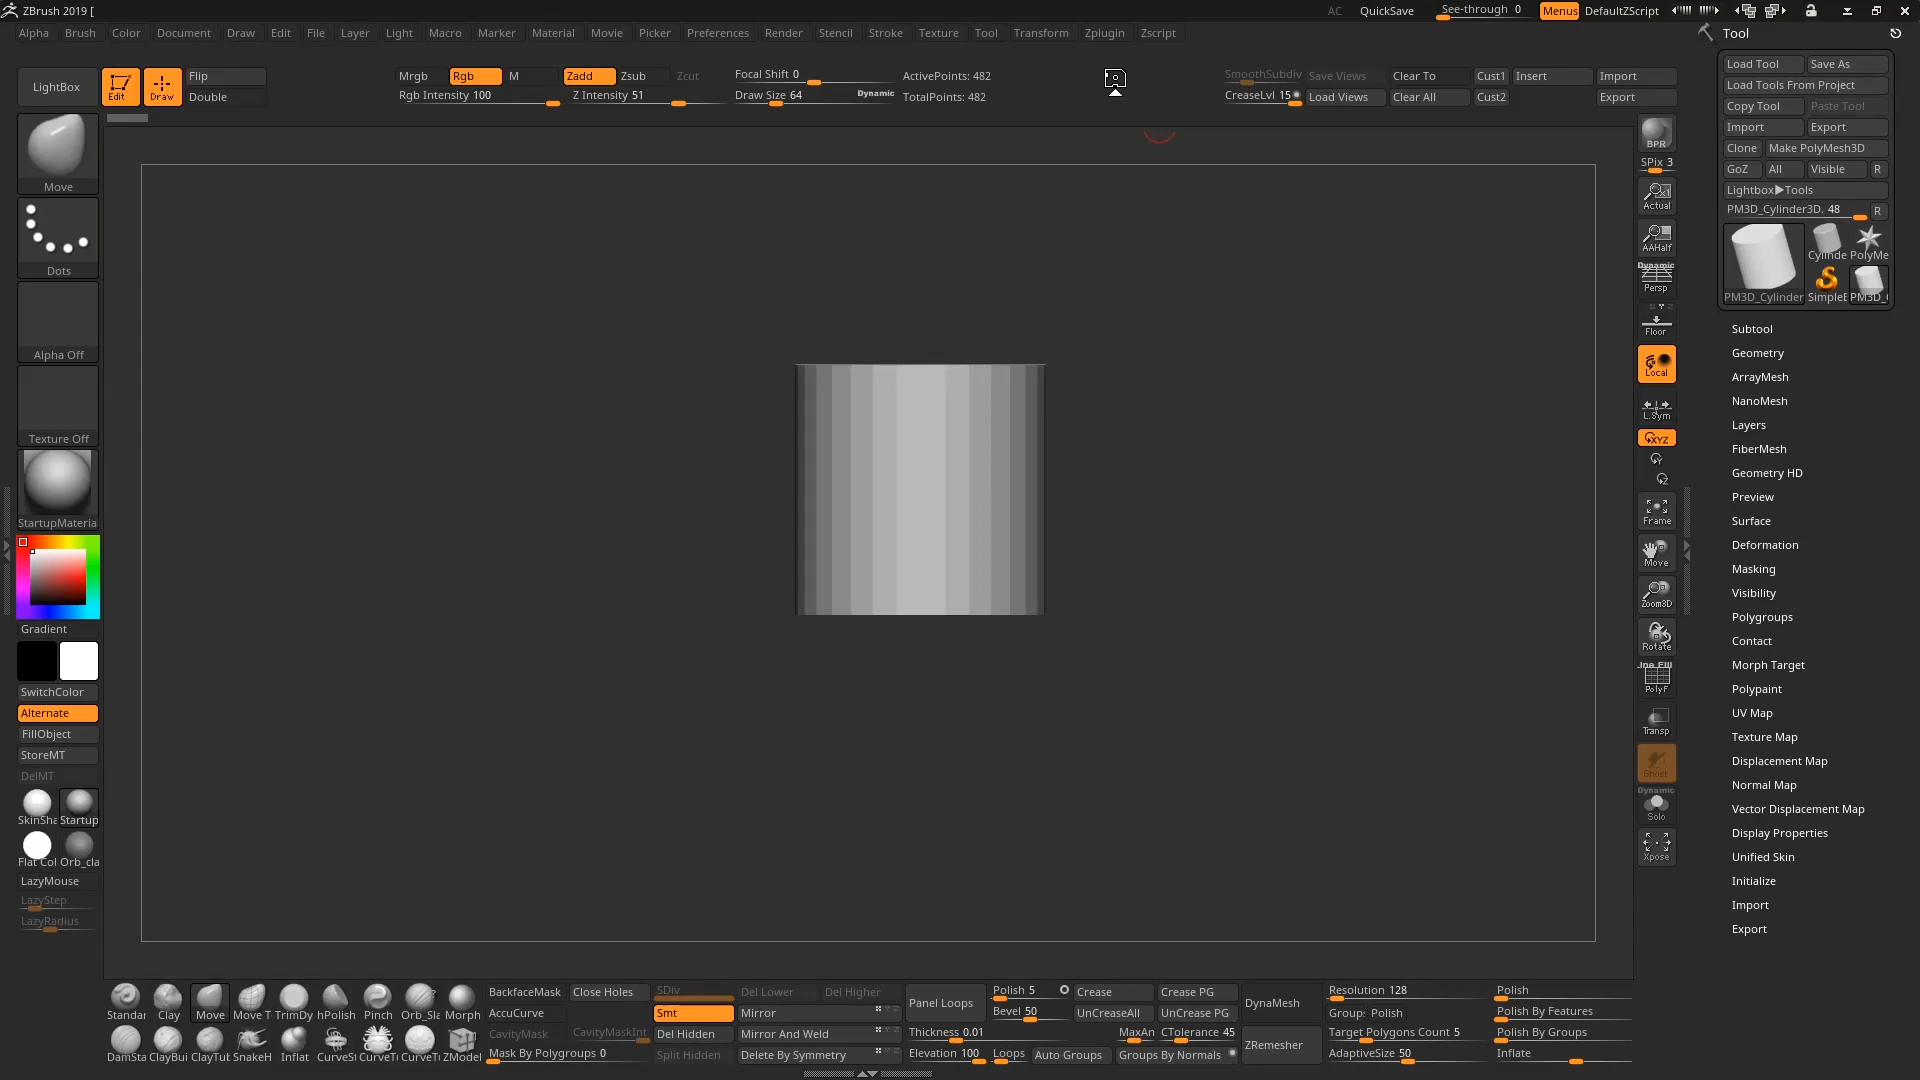 ZBrush 2019 [
AC QuickSave See-through 0 Menus DefaultZScript
Alpha Brush Color Document Draw Edit File Layer Light Macro Marker Material Movie Picker Preferences Render Stencil Stroke Texture Tool Transform Zplugin Zscript
Tool
LightBox
Edit
Draw
Flip
Double
Mrgb Rgb M Zadd Zsub Zcut
Rgb Intensity 100 Z Intensity 51
Focal Shift 0
Draw Size 64 Dynamic
ActivePoints: 482
TotalPoints: 482
SmoothSubdiv Save Views Clear To Cust1 Insert Import
CreaseLvl 15 Load Views Clear All Cust2 Export
Move
Dots
Alpha Off
Texture Off
StartupMateria
Gradient
SwitchColor
Alternate
FillObject
StoreMT
DelMT
SkinSha Startup
Flat Col Orb_cla
LazyMouse
LazyStep
LazyRadius
BPR
SPix 3
Actual
AAHalf
Dynamic
Persp
Floor
Local
L.Sym
XYZ
Y
Z
Frame
Move
Zoom3D
Rotate
Line Fill
PolyF
Transp
Ghost
Dynamic
Solo
Xpose
Load Tool Save As
Load Tools From Project
Copy Tool Paste Tool
Import Export
Clone Make PolyMesh3D
GoZ All Visible R
Lightbox▶Tools
PM3D_Cylinder3D. 48 R
Cylinde PolyMe
PM3D_Cylinder SimpleE PM3D_
Subtool
Geometry
ArrayMesh
NanoMesh
Layers
FiberMesh
Geometry HD
Preview
Surface
Deformation
Masking
Visibility
Polygroups
Contact
Morph Target
Polypaint
UV Map
Texture Map
Displacement Map
Normal Map
Vector Displacement Map
Display Properties
Unified Skin
Initialize
Import
Export
Standar Clay Move Move T TrimDy hPolish Pinch Orb_Sla Morph
DamSta ClayBui ClayTub SnakeH Inflat CurveSt CurveTr CurveTu ZModel
BackfaceMask Close Holes
AccuCurve
CavityMask CavityMaskInt
Mask By Polygroups 0
SDiv Del Lower Del Higher
Smt Mirror
Del Hidden Mirror And Weld
Split Hidden Delete By Symmetry
Panel Loops Polish 5 Crease Crease PG
Bevel 50 UnCreaseAll UnCrease PG
Thickness 0.01 MaxAn CTolerance 45
Elevation 100 Loops Auto Groups Groups By Normals
DynaMesh
ZRemesher
Resolution 128 Polish
Group: Polish Polish By Features
Target Polygons Count 5 Polish By Groups
AdaptiveSize 50 Inflate